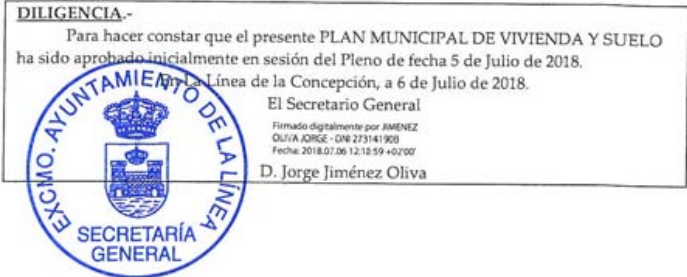 DILIGENCIA.-
Para hacer constar que el presente PLAN MUNICIPAL DE VIVIENDA Y SUELO
ha sido aprobado inicialmente en sesión del Pleno de fecha 5 de Julio de 2018.
En La Línea de la Concepción, a 6 de Julio de 2018.
El Secretario General
Firmado digitalmente por JIMENEZ
OLIVA JORGE - DNI 27314190B
Fecha: 2018.07.06 12:18:59 +02'00'
D. Jorge Jiménez Oliva
EXCMO. AYUNTAMIENTO DE LA LÍNEA
SECRETARÍA
GENERAL